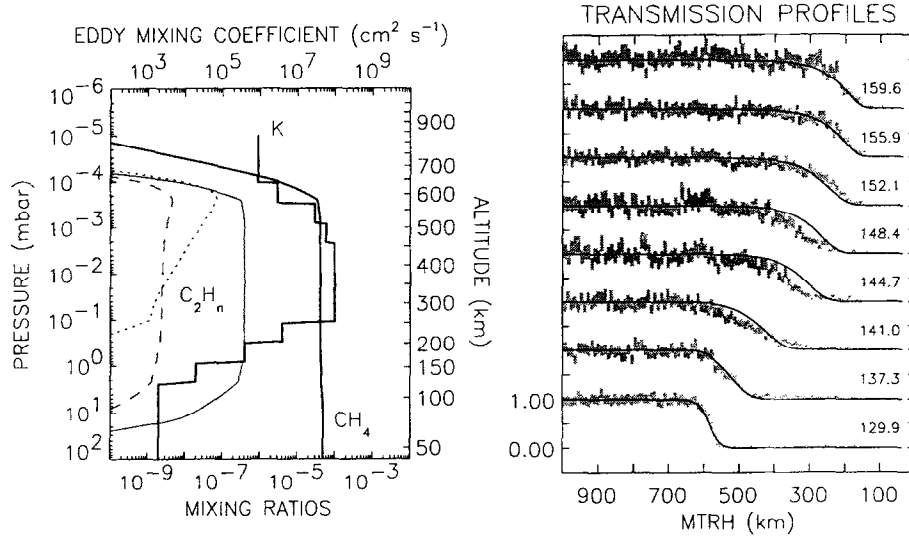 EDDY MIXING COEFFICIENT (cm² s⁻¹)
10³ 10⁵ 10⁷ 10⁹
PRESSURE (mbar)
10⁻⁶
10⁻⁵
10⁻⁴
10⁻³
10⁻²
10⁻¹
10⁰
10¹
10²
K
C₂Hₙ
CH₄
900
700
600
500
400
300
200
150
100
50
ALTITUDE (km)
10⁻⁹ 10⁻⁷ 10⁻⁵ 10⁻³
MIXING RATIOS
TRANSMISSION PROFILES
159.6
155.9
152.1
148.4
144.7
141.0
137.3
129.9
1.00
0.00
900 700 500 300 100
MTRH (km)